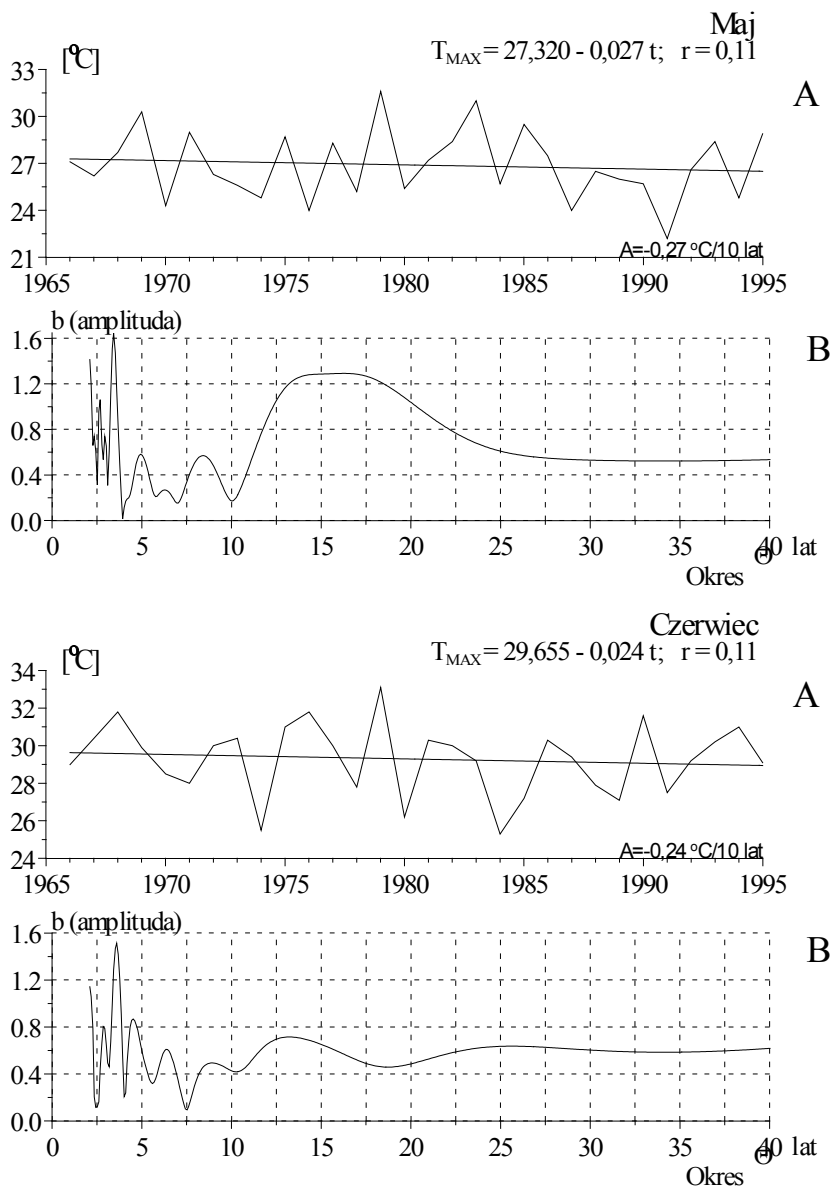 Maj
T_MAX = 27,320 - 0,027 t;   r = 0,11
[°C]
A
33
30
27
24
21
A=-0,27 °C/10 lat
1965 1970 1975 1980 1985 1990 1995
b (amplituda)
B
1.6
1.2
0.8
0.4
0.0
0 5 10 15 20 25 30 35 40 lat
Okres Θ
Czerwiec
T_MAX = 29,655 - 0,024 t;   r = 0,11
[°C]
A
34
32
30
28
26
24
A=-0,24 °C/10 lat
1965 1970 1975 1980 1985 1990 1995
b (amplituda)
B
1.6
1.2
0.8
0.4
0.0
0 5 10 15 20 25 30 35 40 lat
Okres Θ